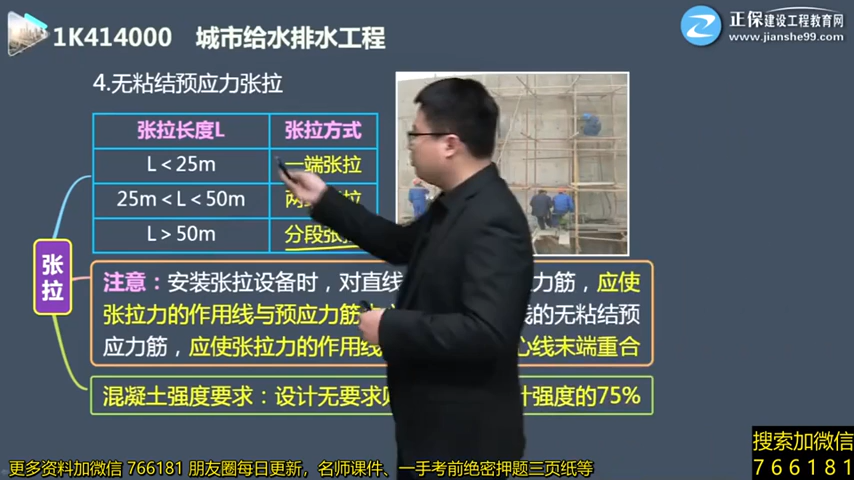 1K414000 城市给水排水工程
正保建设工程教育网
www.jianshe99.com
4.无粘结预应力张拉
张拉长度L 张拉方式
L＜25m 一端张拉
25m＜L＜50m 拉
L＞50m 分段张
张拉
注意：安装张拉设备时，对直线 力筋，应使
张拉力的作用线与预应力筋 的无粘结预
应力筋，应使张拉力的作用线 心线末端重合
混凝土强度要求：设计无要求 计强度的75%
搜索加微信
766181
更多资料加微信 766181 朋友圈每日更新，名师课件、一手考前绝密押题三页纸等